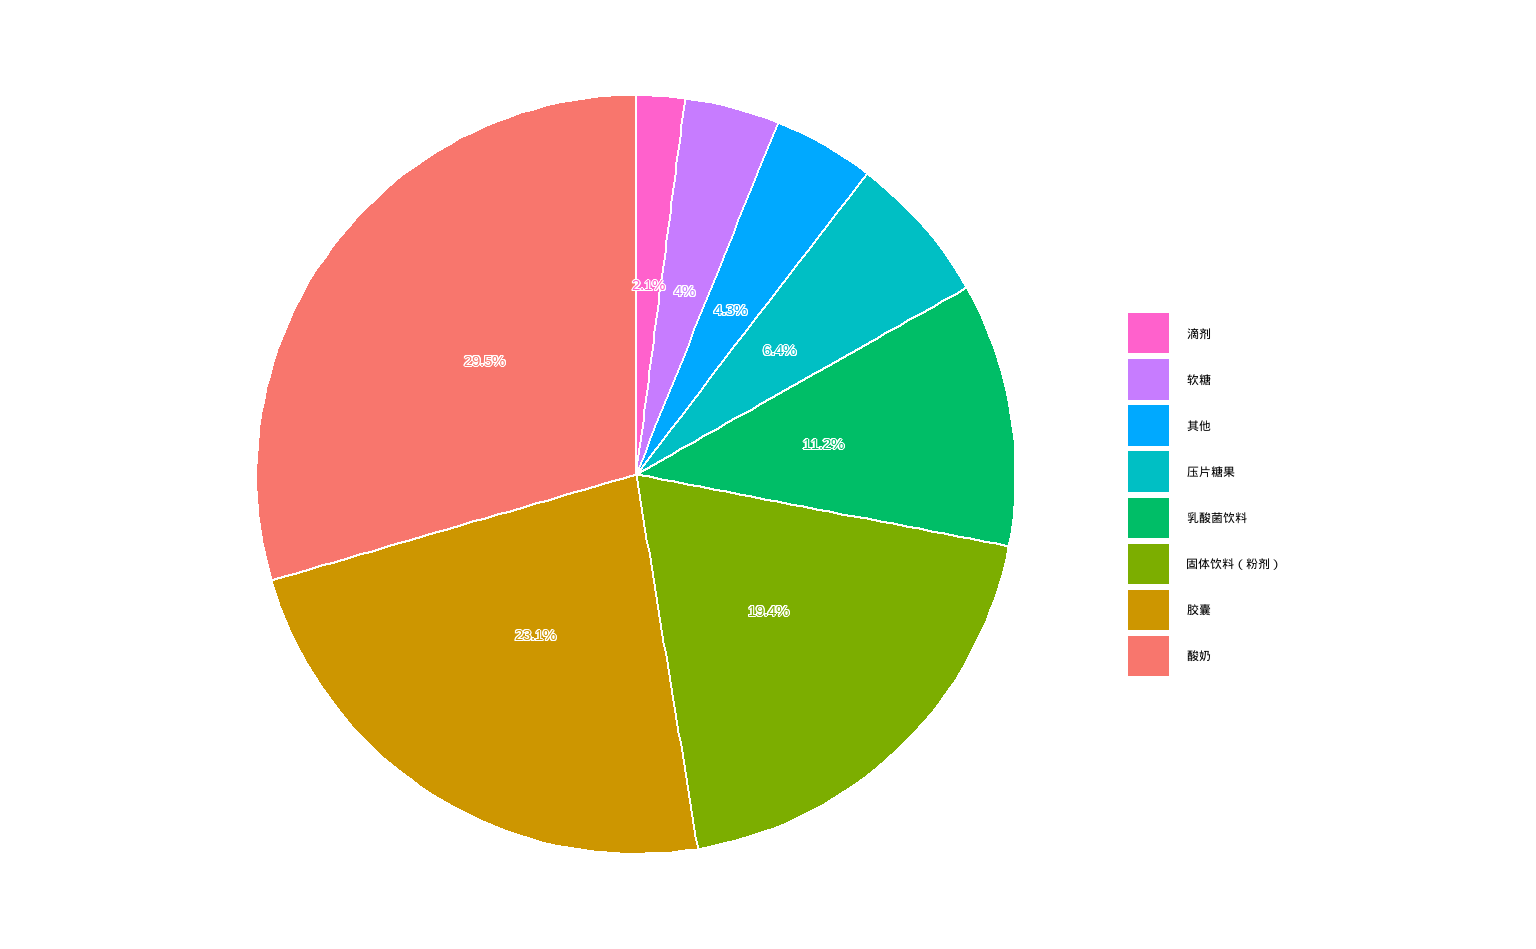 2.1%
4%
4.3%
6.4%
11.2%
19.4%
23.1%
29.5%
滴剂
软糖
其他
压片糖果
乳酸菌饮料
固体饮料（粉剂）
胶囊
酸奶